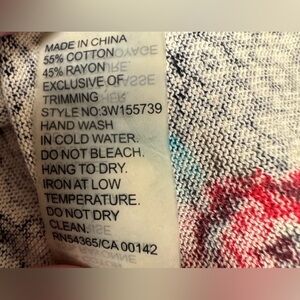 MADE IN CHINA
55% COTTON
45% RAYON
EXCLUSIVE OF
TRIMMING
STYLE NO:3W155739
HAND WASH
IN COLD WATER.
DO NOT BLEACH.
HANG TO DRY.
IRON AT LOW
TEMPERATURE.
DO NOT DRY
CLEAN.
RN54365/CA 00142